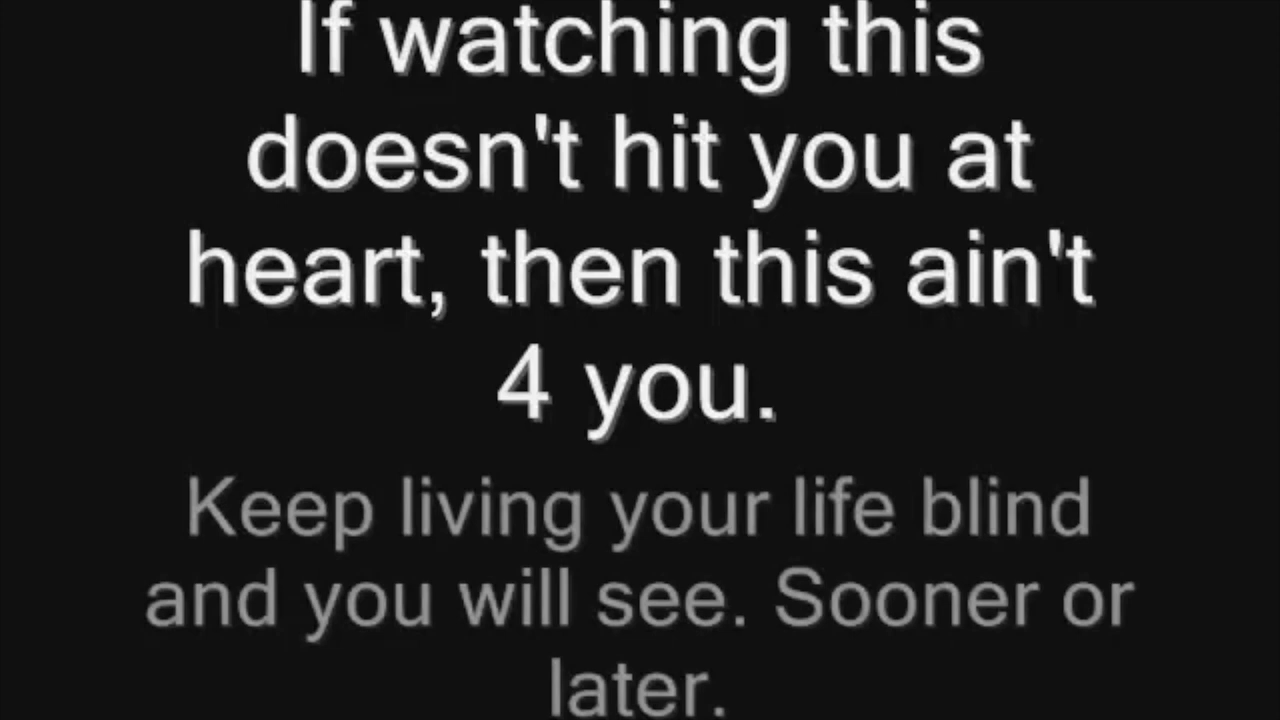 If watching this
doesn't hit you at
heart, then this ain't
4 you.
Keep living your life blind
and you will see. Sooner or
later.